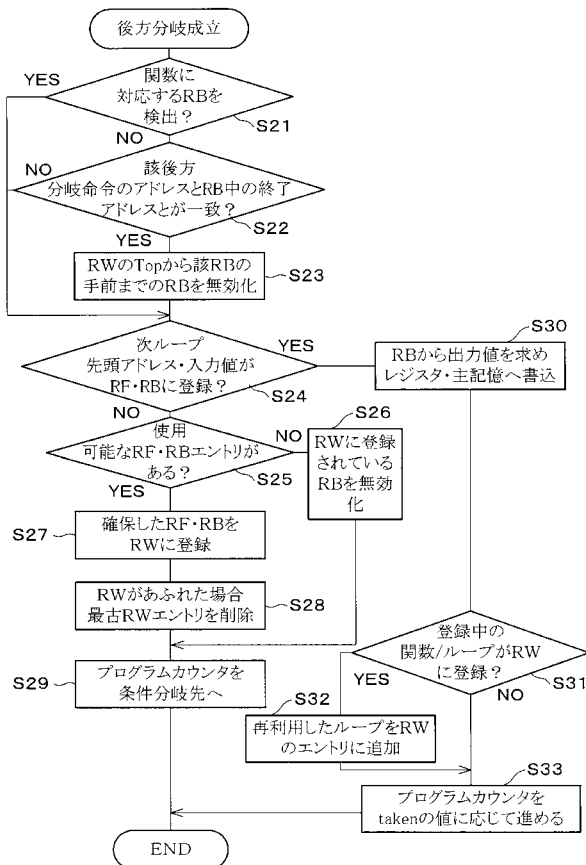 後方分岐成立
YES
関数に
対応するRBを
検出？
S21
NO
NO
該後方
分岐命令のアドレスとRB中の終了
アドレスとが一致？
S22
YES
RWのTopから該RBの
手前までのRBを無効化
S23
次ループ
先頭アドレス・入力値が
RF・RBに登録？
S24
YES
NO
S30
RBから出力値を求め
レジスタ・主記憶へ書込
使用
可能なRF・RBエントリが
ある？
S25
NO
YES
S26
RWに登録
されている
RBを無効
化
S27
確保したRF・RBを
RWに登録
RWがあふれた場合
最古RWエントリを削除
S28
S29
プログラムカウンタを
条件分岐先へ
登録中の
関数/ループがRW
に登録？
S31
YES
NO
S32
再利用したループをRW
のエントリに追加
S33
プログラムカウンタを
takenの値に応じて進める
END